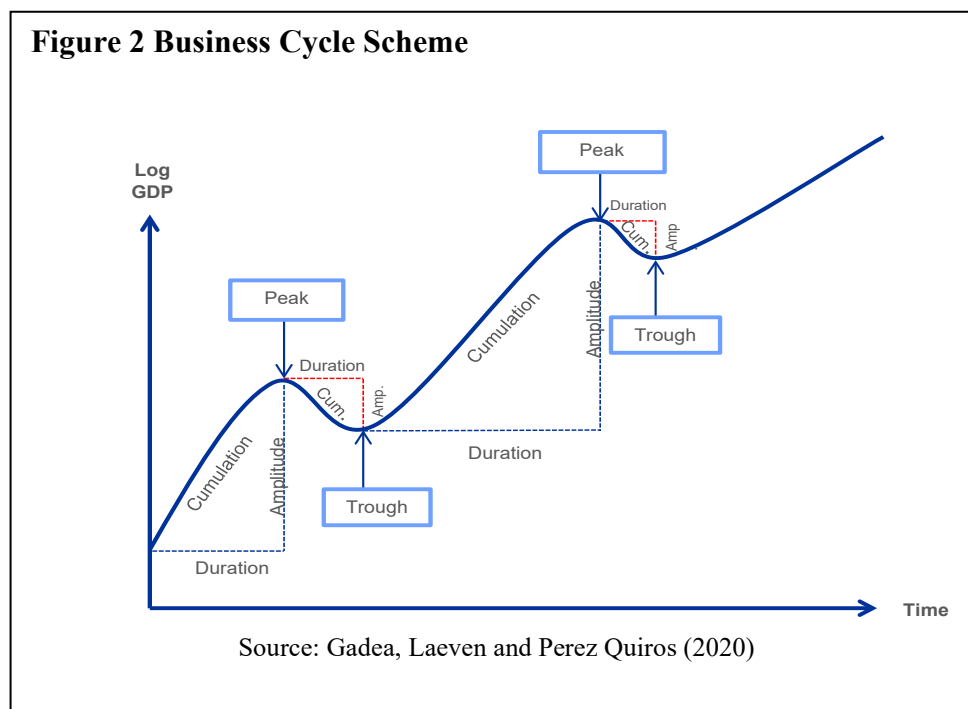 Figure 2 Business Cycle Scheme
Log
GDP
Peak
Duration
Cum.
Amp
Cumulation
Amplitude
Trough
Peak
Duration
Cum.
Amp.
Cumulation
Amplitude
Duration
Trough
Duration
Time
Source: Gadea, Laeven and Perez Quiros (2020)